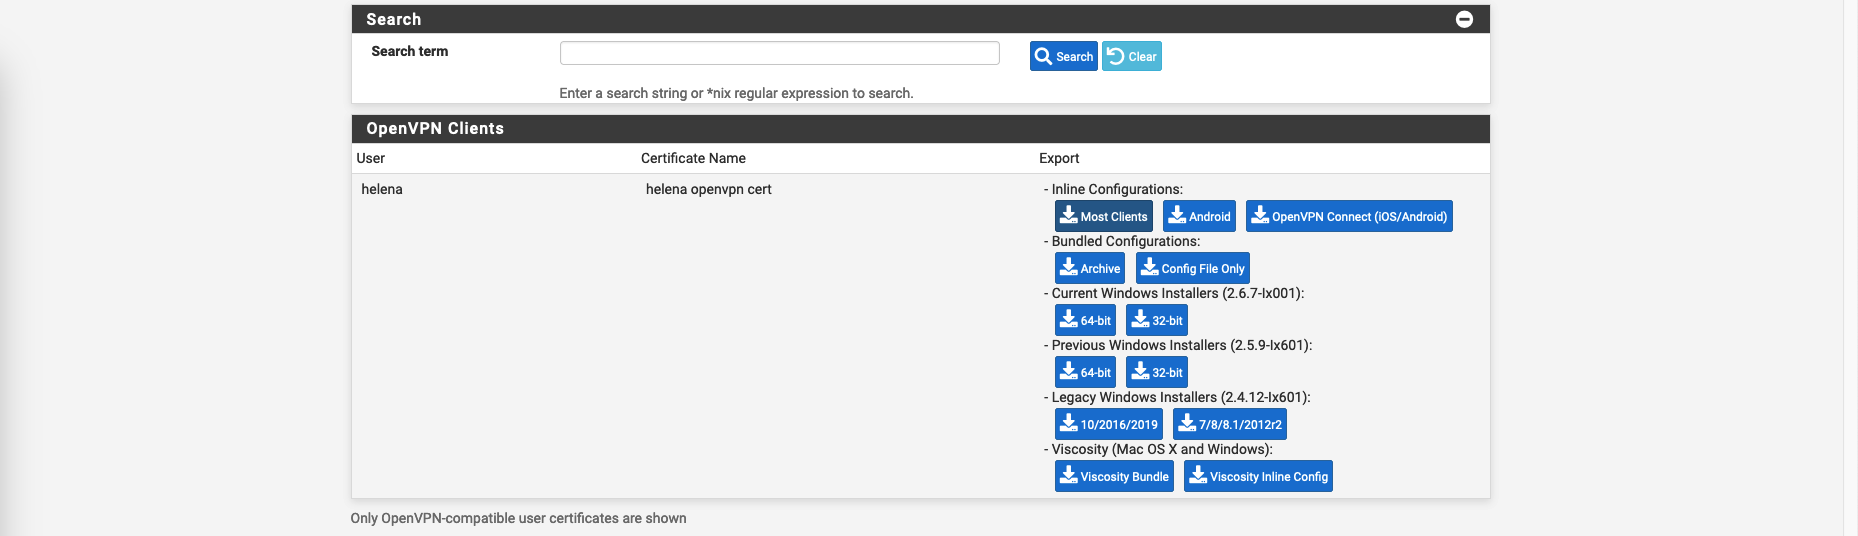 Search
Search term
Search Clear
Enter a search string or *nix regular expression to search.
OpenVPN Clients
User Certificate Name Export
helena helena openvpn cert - Inline Configurations:
Most Clients Android OpenVPN Connect (iOS/Android)
- Bundled Configurations:
Archive Config File Only
- Current Windows Installers (2.6.7-Ix001):
64-bit 32-bit
- Previous Windows Installers (2.5.9-Ix601):
64-bit 32-bit
- Legacy Windows Installers (2.4.12-Ix601):
10/2016/2019 7/8/8.1/2012r2
- Viscosity (Mac OS X and Windows):
Viscosity Bundle Viscosity Inline Config
Only OpenVPN-compatible user certificates are shown